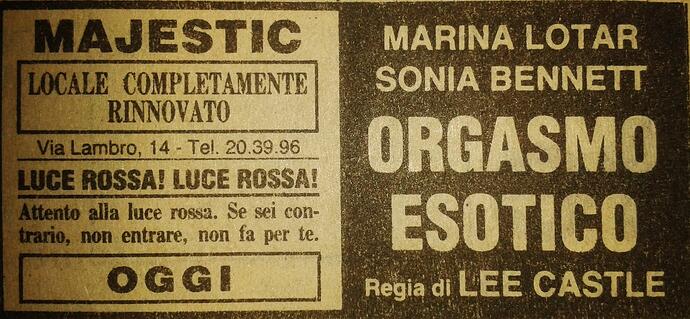 MAJESTIC
LOCALE COMPLETAMENTE
RINNOVATO
Via Lambro, 14 - Tel. 20.39.96
LUCE ROSSA! LUCE ROSSA!
Attento alla luce rossa. Se sei con-
trario, non entrare, non fa per te.
OGGI
MARINA LOTAR
SONIA BENNETT
ORGASMO
ESOTICO
Regia di LEE CASTLE